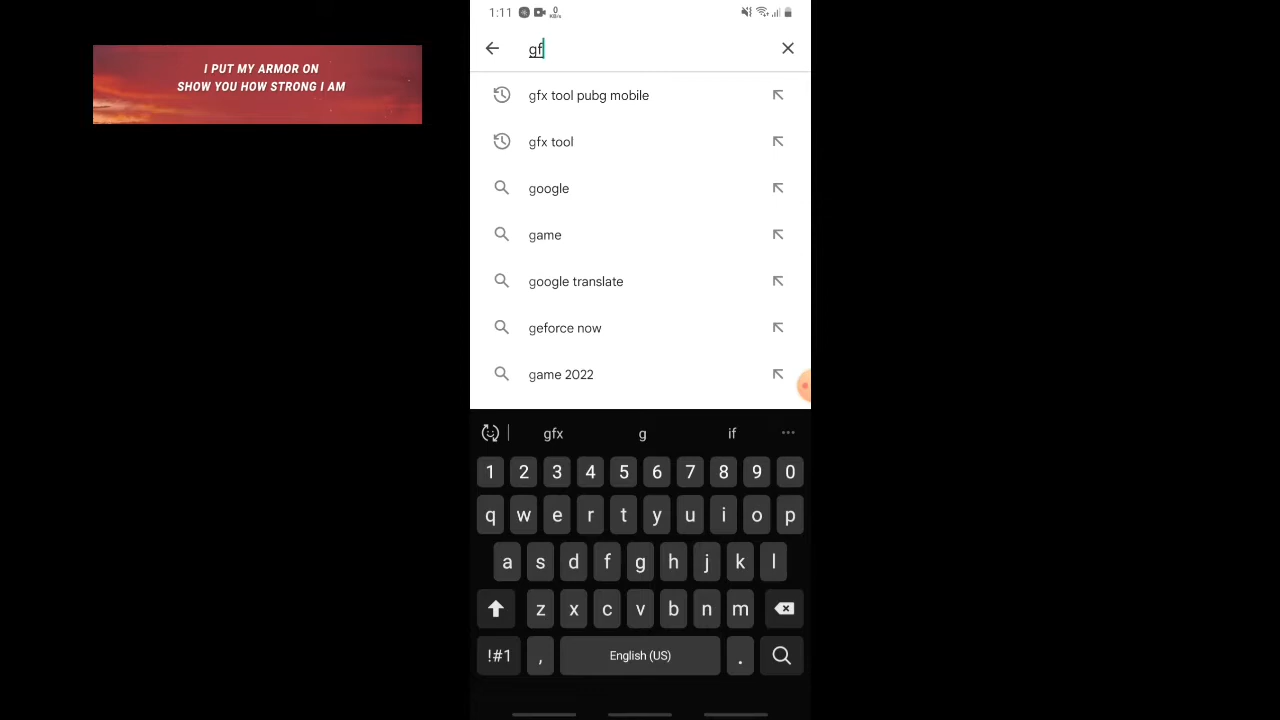 I PUT MY ARMOR ON
SHOW YOU HOW STRONG I AM
1:11
0
KB/s
gf
gfx tool pubg mobile
gfx tool
google
game
google translate
geforce now
game 2022
gfx g if
1 2 3 4 5 6 7 8 9 0
q w e r t y u i o p
a s d f g h j k l
z x c v b n m
!#1 , English (US) .